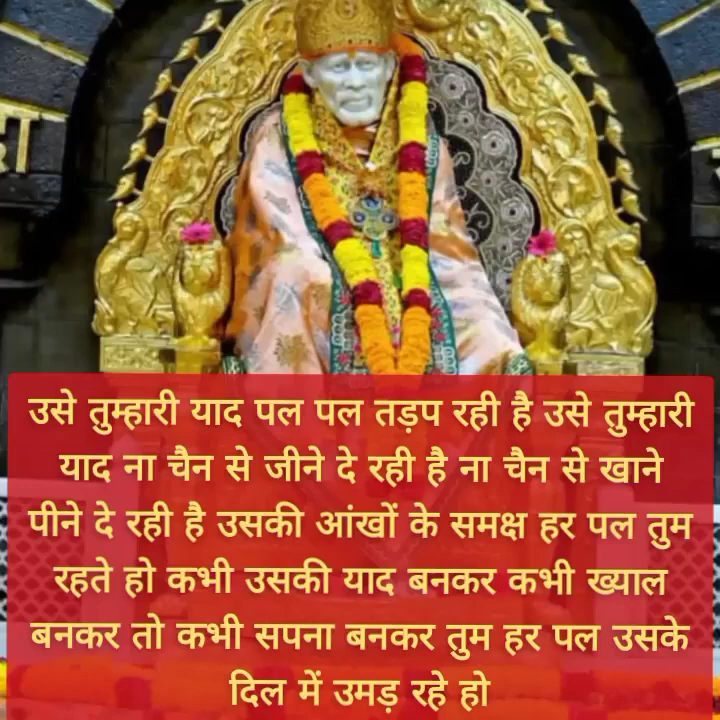 उसे तुम्हारी याद पल पल तड़प रही है उसे तुम्हारी
याद ना चैन से जीने दे रही है ना चैन से खाने
पीने दे रही है उसकी आंखों के समक्ष हर पल तुम
रहते हो कभी उसकी याद बनकर कभी ख्याल
बनकर तो कभी सपना बनकर तुम हर पल उसके
दिल में उमड़ रहे हो